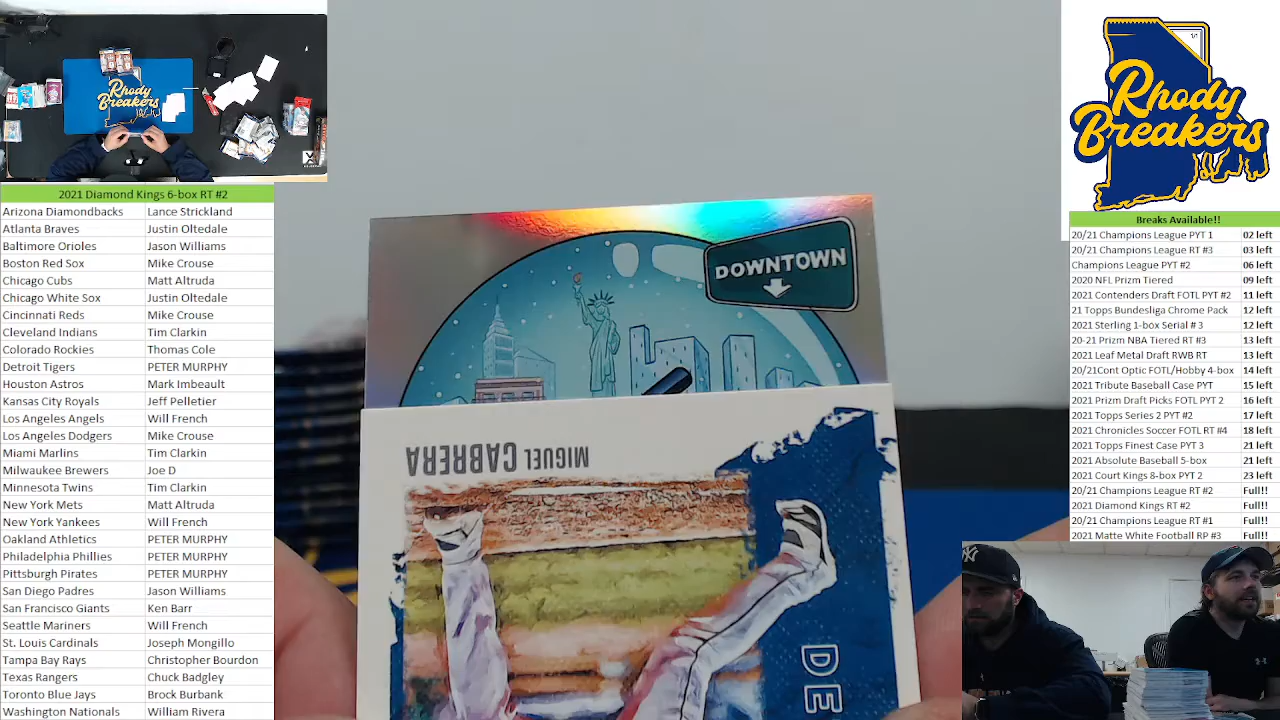 Rhody
Breakers
2021 Diamond Kings 6-box RT #2
Arizona Diamondbacks Lance Strickland
Atlanta Braves Justin Oltedale
Baltimore Orioles Jason Williams
Boston Red Sox Mike Crouse
Chicago Cubs Matt Altruda
Chicago White Sox Justin Oltedale
Cincinnati Reds Mike Crouse
Cleveland Indians Tim Clarkin
Colorado Rockies Thomas Cole
Detroit Tigers PETER MURPHY
Houston Astros Mark Imbeault
Kansas City Royals Jeff Pelletier
Los Angeles Angels Will French
Los Angeles Dodgers Mike Crouse
Miami Marlins Tim Clarkin
Milwaukee Brewers Joe D
Minnesota Twins Tim Clarkin
New York Mets Matt Altruda
New York Yankees Will French
Oakland Athletics PETER MURPHY
Philadelphia Phillies PETER MURPHY
Pittsburgh Pirates PETER MURPHY
San Diego Padres Jason Williams
San Francisco Giants Ken Barr
Seattle Mariners Will French
St. Louis Cardinals Joseph Mongillo
Tampa Bay Rays Christopher Bourdon
Texas Rangers Chuck Badgley
Toronto Blue Jays Brock Burbank
Washington Nationals William Rivera
DOWNTOWN
MIGUEL CABRERA
DE
Rhody
Breakers
Breaks Available!!
20/21 Champions League PYT 1 02 left
20/21 Champions League RT #3 03 left
Champions League PYT #2 06 left
2020 NFL Prizm Tiered 09 left
2021 Contenders Draft FOTL PYT #2 11 left
21 Topps Bundesliga Chrome Pack 12 left
2021 Sterling 1-box Serial # 3 12 left
20-21 Prizm NBA Tiered RT #3 13 left
2021 Leaf Metal Draft RWB RT 13 left
20/21Cont Optic FOTL/Hobby 4-box 14 left
2021 Tribute Baseball Case PYT 15 left
2021 Prizm Draft Picks FOTL PYT 2 16 left
2021 Topps Series 2 PYT #2 17 left
2021 Chronicles Soccer FOTL RT #4 18 left
2021 Topps Finest Case PYT 3 21 left
2021 Absolute Baseball 5-box 21 left
2021 Court Kings 8-box PYT 2 23 left
20/21 Champions League RT #2 Full!!
2021 Diamond Kings RT #2 Full!!
20/21 Champions League RT #1 Full!!
2021 Matte White Football RP #3 Full!!